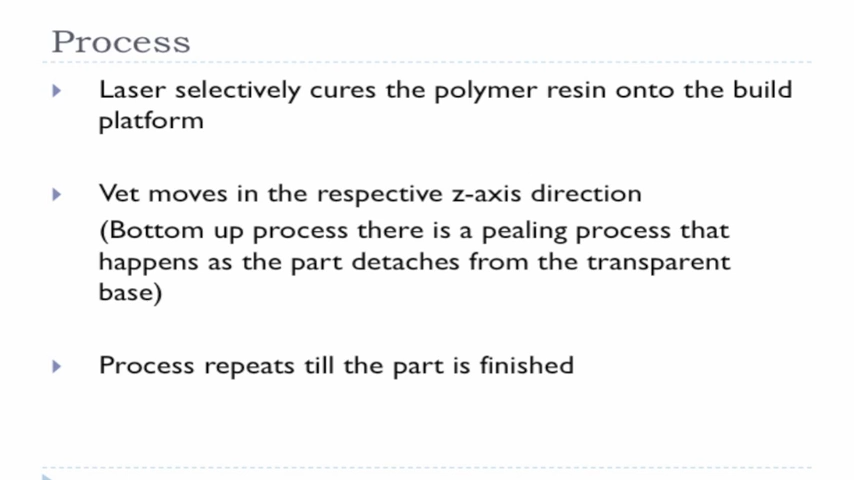 Process
Laser selectively cures the polymer resin onto the build
platform
Vet moves in the respective z-axis direction
(Bottom up process there is a pealing process that
happens as the part detaches from the transparent
base)
Process repeats till the part is finished